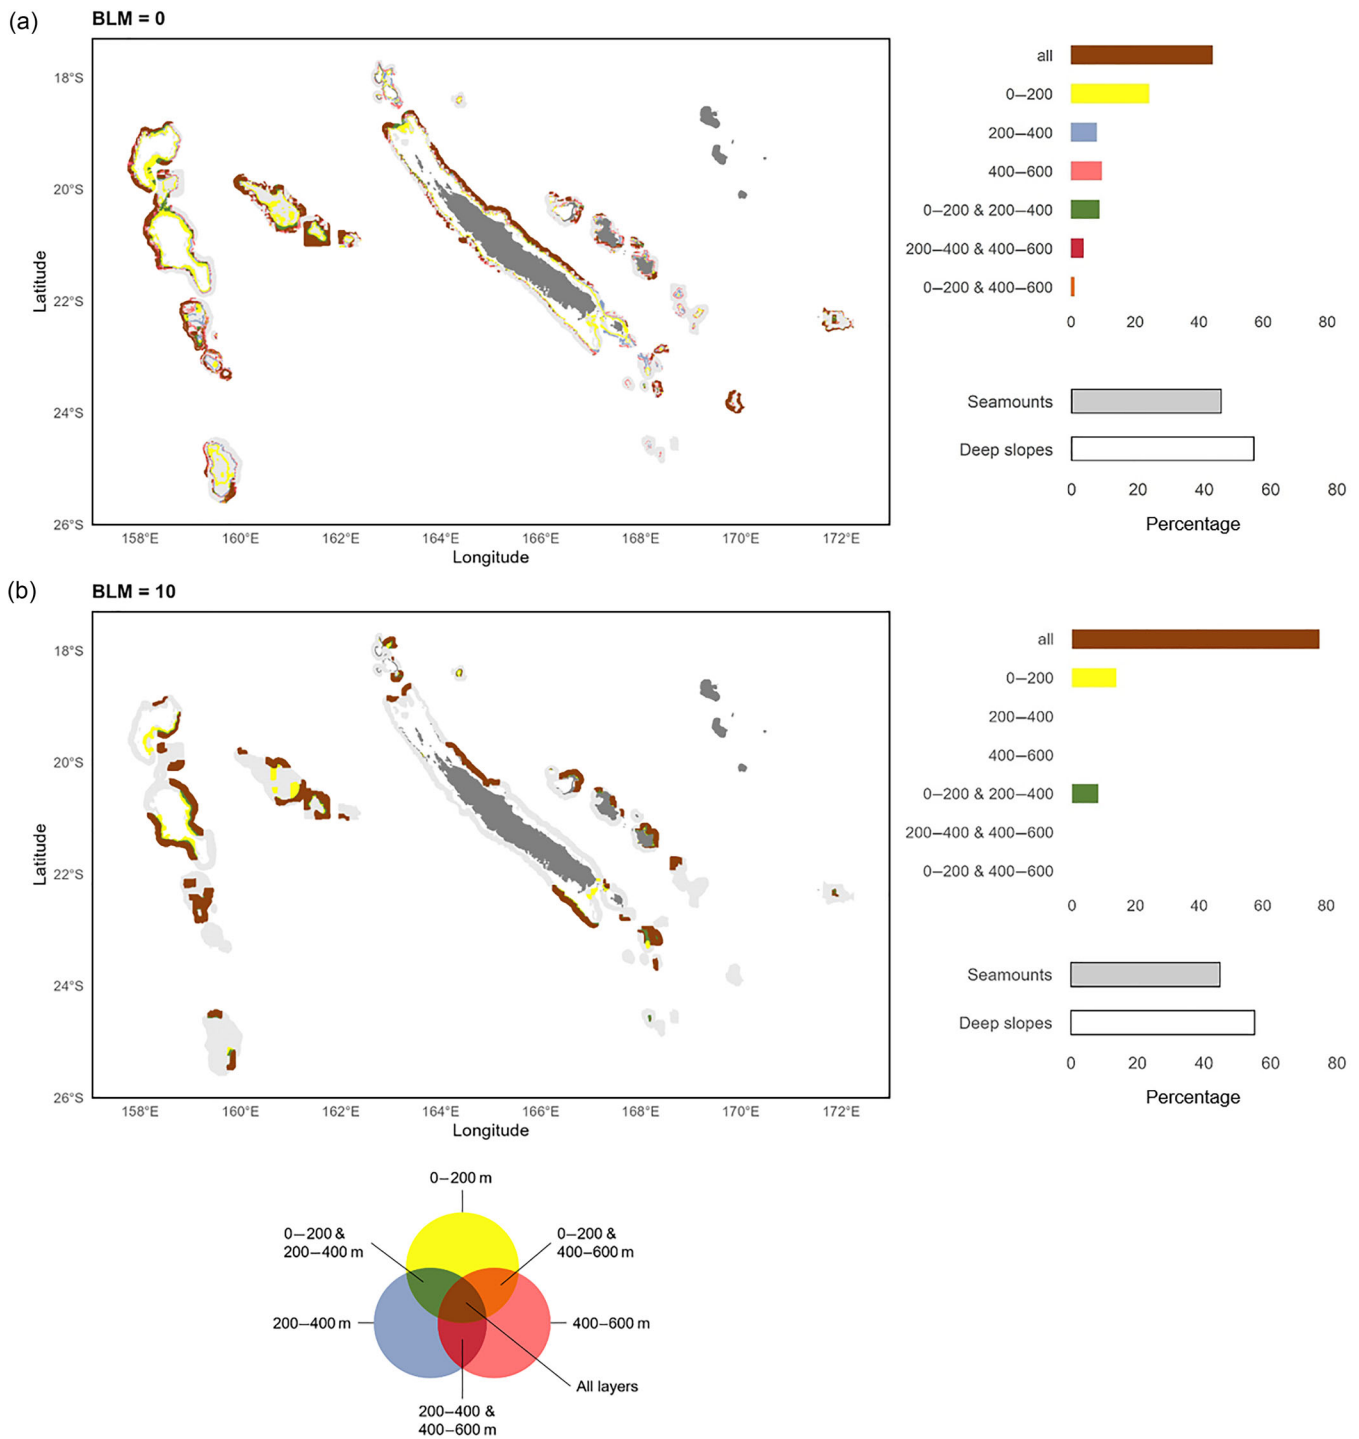 (a)
BLM = 0
18°S
20°S
22°S
24°S
26°S
Latitude
158°E 160°E 162°E 164°E 166°E 168°E 170°E 172°E
Longitude
all
0–200
200–400
400–600
0–200 & 200–400
200–400 & 400–600
0–200 & 400–600
0 20 40 60 80
Seamounts
Deep slopes
0 20 40 60 80
Percentage
(b)
BLM = 10
18°S
20°S
22°S
24°S
26°S
Latitude
158°E 160°E 162°E 164°E 166°E 168°E 170°E 172°E
Longitude
all
0–200
200–400
400–600
0–200 & 200–400
200–400 & 400–600
0–200 & 400–600
0 20 40 60 80
Seamounts
Deep slopes
0 20 40 60 80
Percentage
0–200 m
0–200 &
200–400 m
0–200 &
400–600 m
200–400 m
400–600 m
All layers
200–400 &
400–600 m